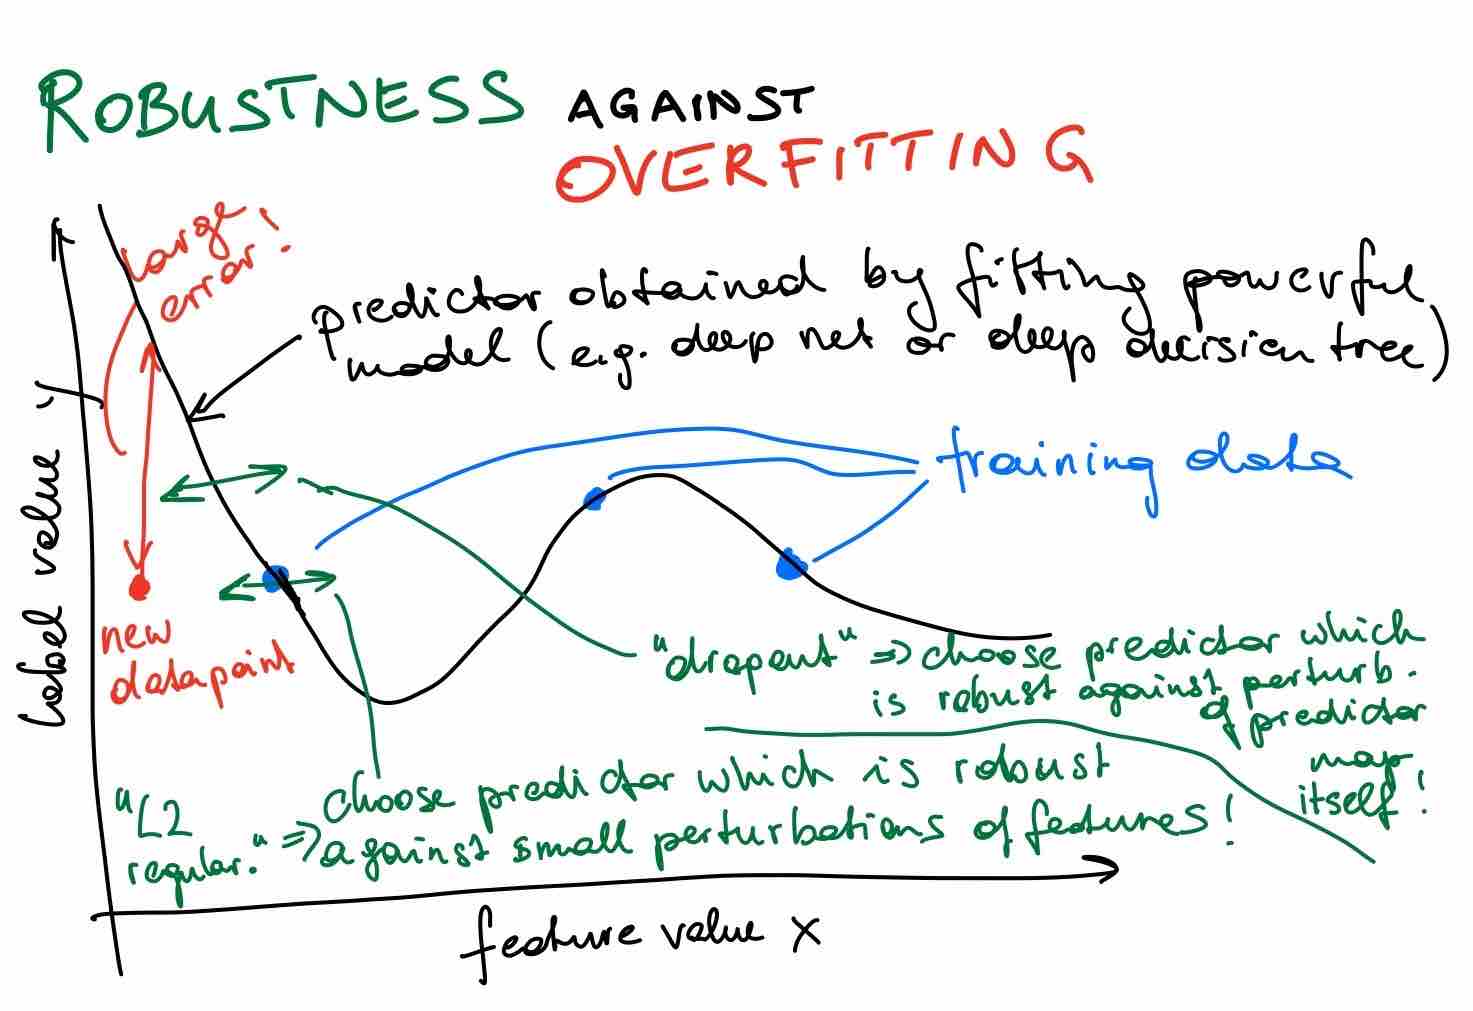 ROBUSTNESS AGAINST
OVERFITTING
large
error!
predictor obtained by fitting powerful
model (e.g. deep net or deep decision tree)
training data
label value y
new
datapoint
"dropout" => choose predictor which
is robust against perturb.
of predictor
map
itself!
"L2
regular." =>
choose predictor which is robust
against small perturbations of features!
feature value x